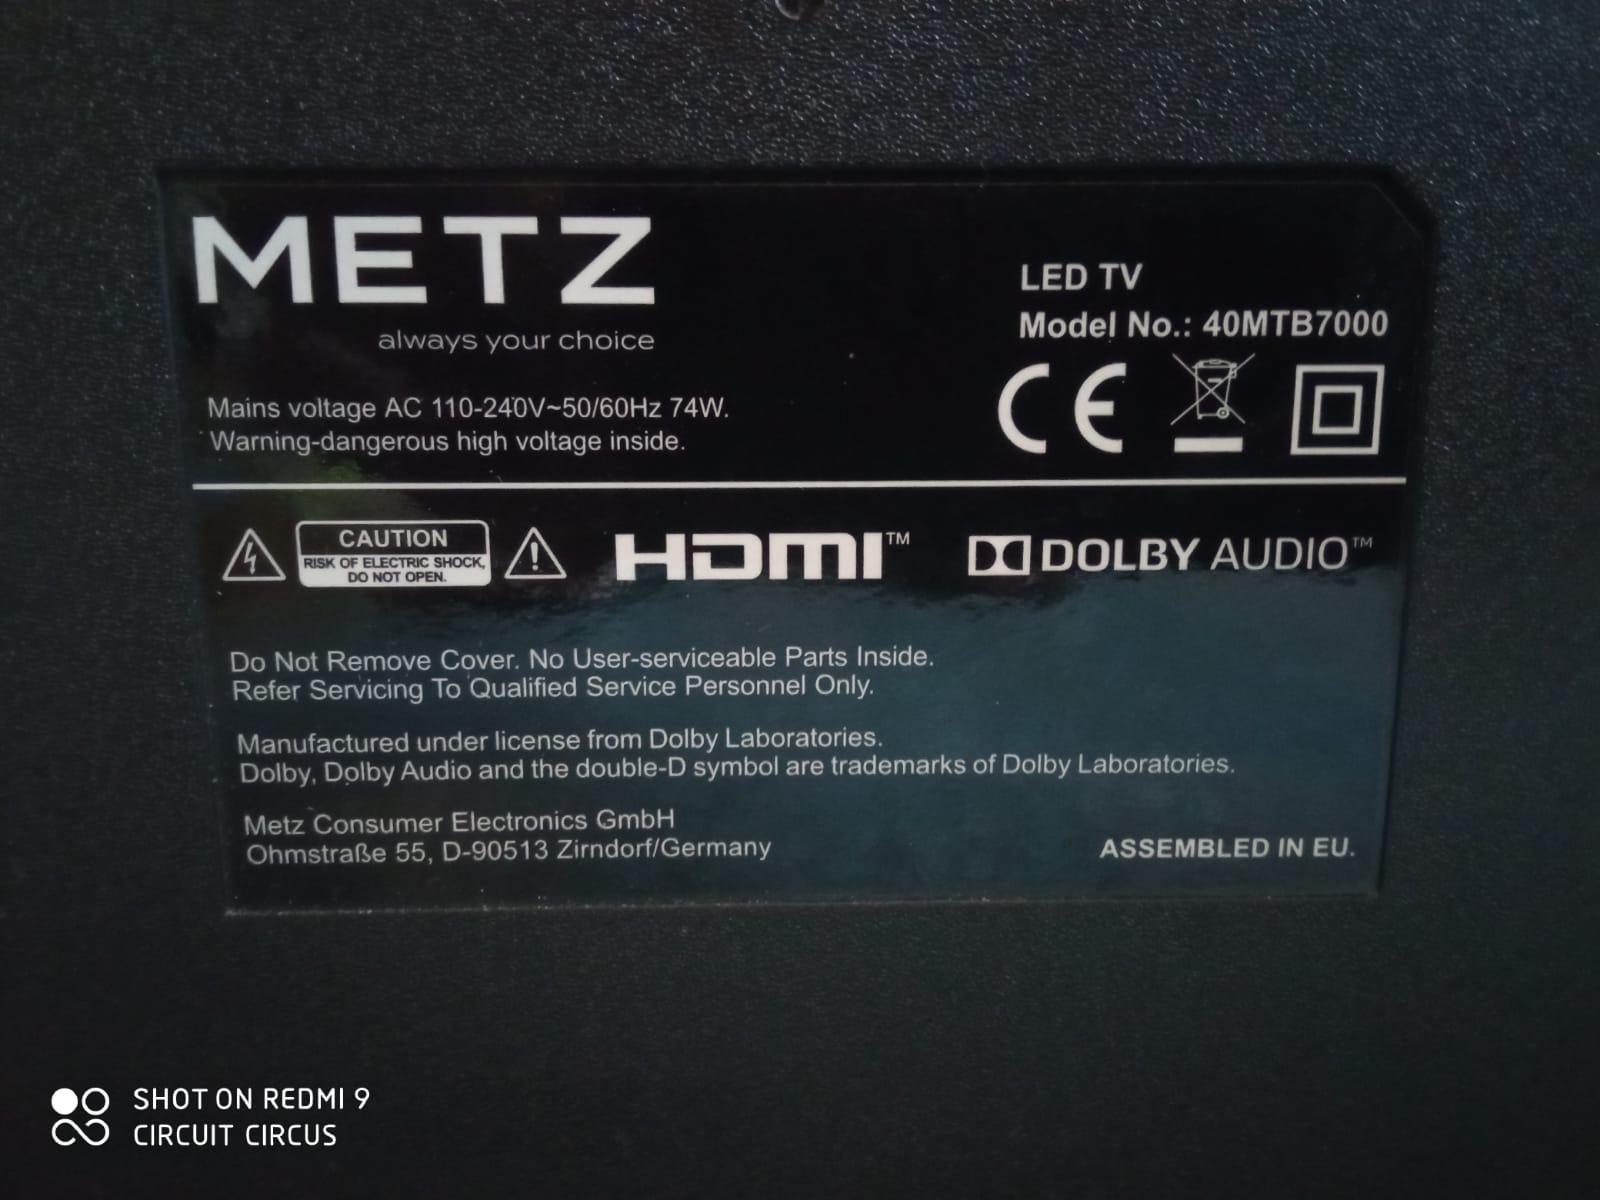 METZ
always your choice
LED TV
Model No.: 40MTB7000
Mains voltage AC 110-240V~50/60Hz 74W.
Warning-dangerous high voltage inside.
CE
CAUTION
RISK OF ELECTRIC SHOCK,
DO NOT OPEN.
HDMI™
DOLBY AUDIO™
Do Not Remove Cover. No User-serviceable Parts Inside.
Refer Servicing To Qualified Service Personnel Only.
Manufactured under license from Dolby Laboratories.
Dolby, Dolby Audio and the double-D symbol are trademarks of Dolby Laboratories.
Metz Consumer Electronics GmbH
Ohmstraße 55, D-90513 Zirndorf/Germany
ASSEMBLED IN EU.
SHOT ON REDMI 9
CIRCUIT CIRCUS